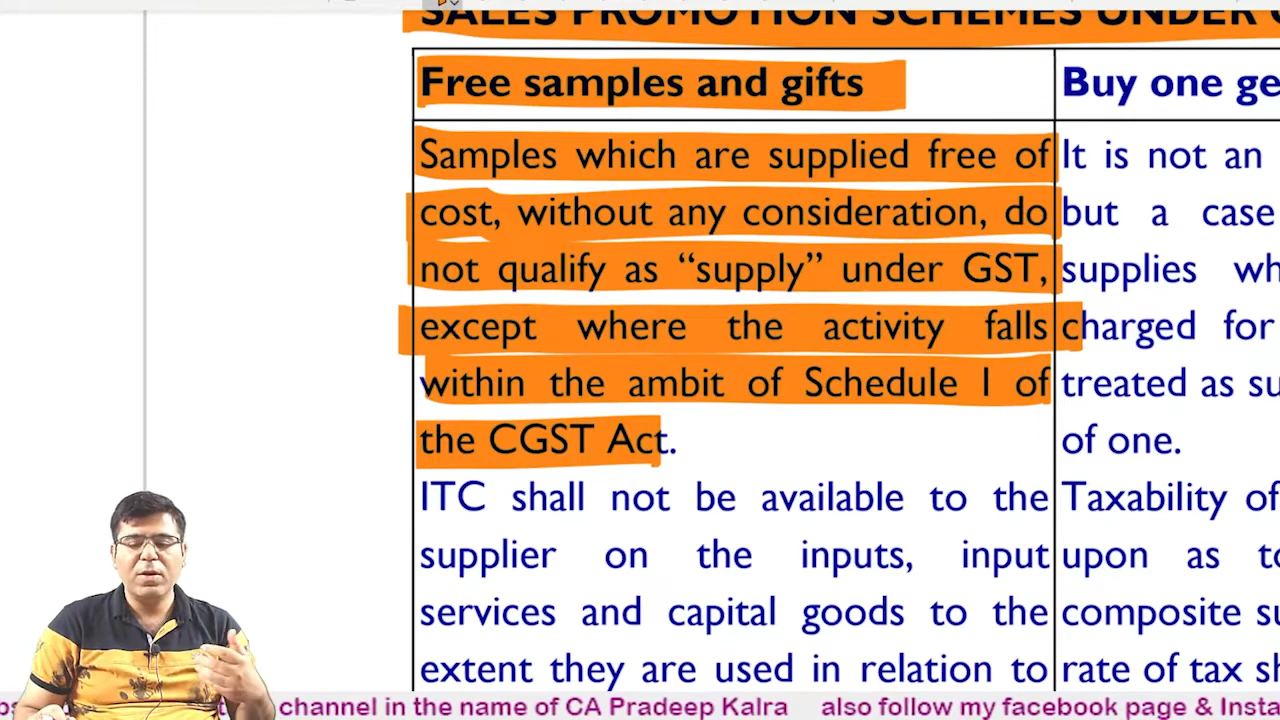 SALES PROMOTION SCHEMES UNDER
Free samples and gifts
Samples which are supplied free of
cost, without any consideration, do
not qualify as “supply” under GST,
except where the activity falls
within the ambit of Schedule I of
the CGST Act.
ITC shall not be available to the
supplier on the inputs, input
services and capital goods to the
extent they are used in relation to
Buy one ge
It is not an
but a case
supplies wh
charged for
treated as su
of one.
Taxability of
upon as to
composite su
rate of tax sh
channel in the name of CA Pradeep Kalra also follow my facebook page & Insta